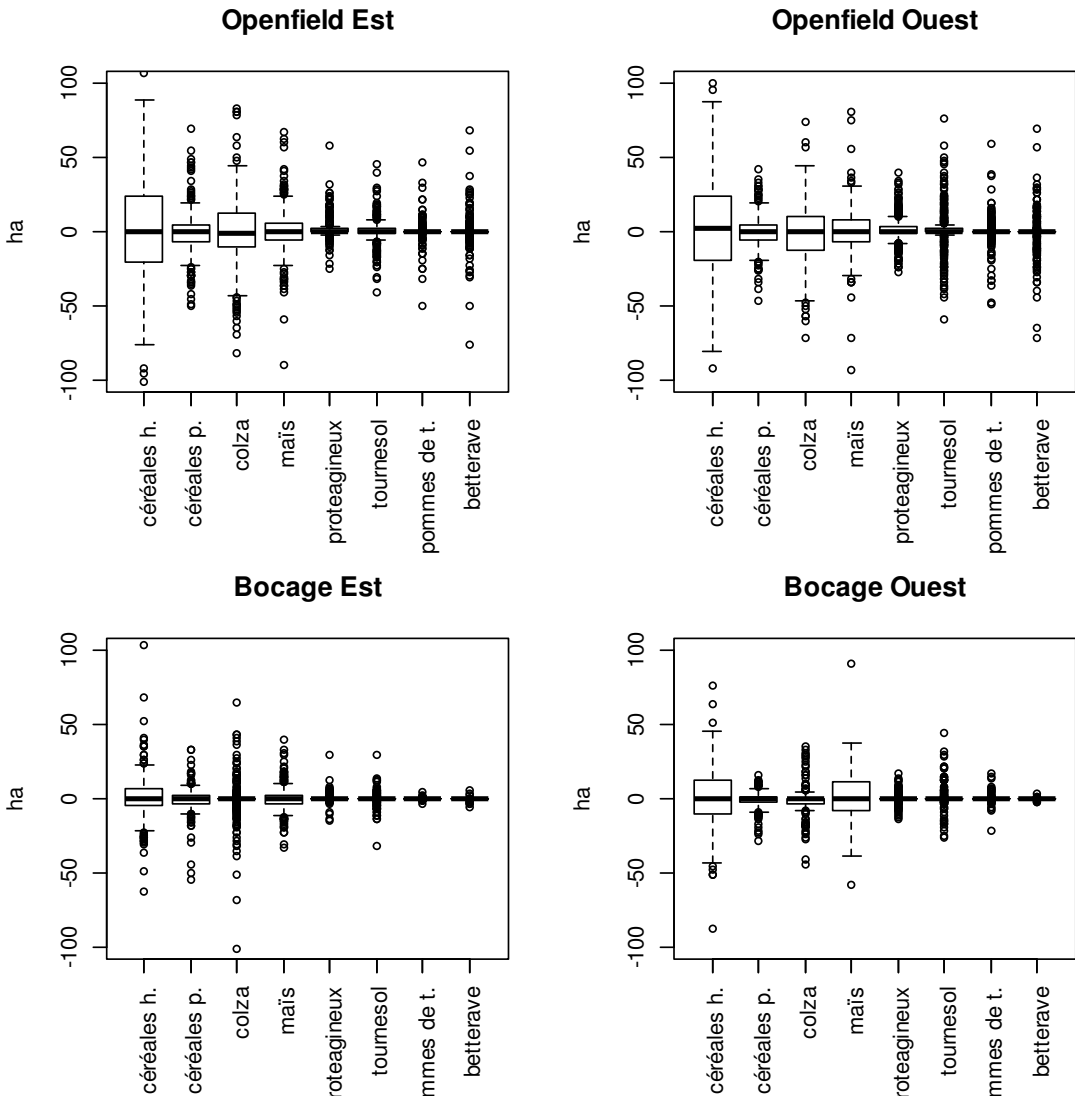 Openfield Est
ha
100
50
0
-50
-100
céréales h.
céréales p.
colza
maïs
proteagineux
tournesol
pommes de t.
betterave
Openfield Ouest
ha
100
50
0
-50
-100
céréales h.
céréales p.
colza
maïs
proteagineux
tournesol
pommes de t.
betterave
Bocage Est
ha
100
50
0
-50
-100
céréales h.
céréales p.
colza
maïs
roteagineux
tournesol
mmes de t.
betterave
Bocage Ouest
ha
100
50
0
-50
-100
céréales h.
céréales p.
colza
maïs
roteagineux
tournesol
mmes de t.
betterave